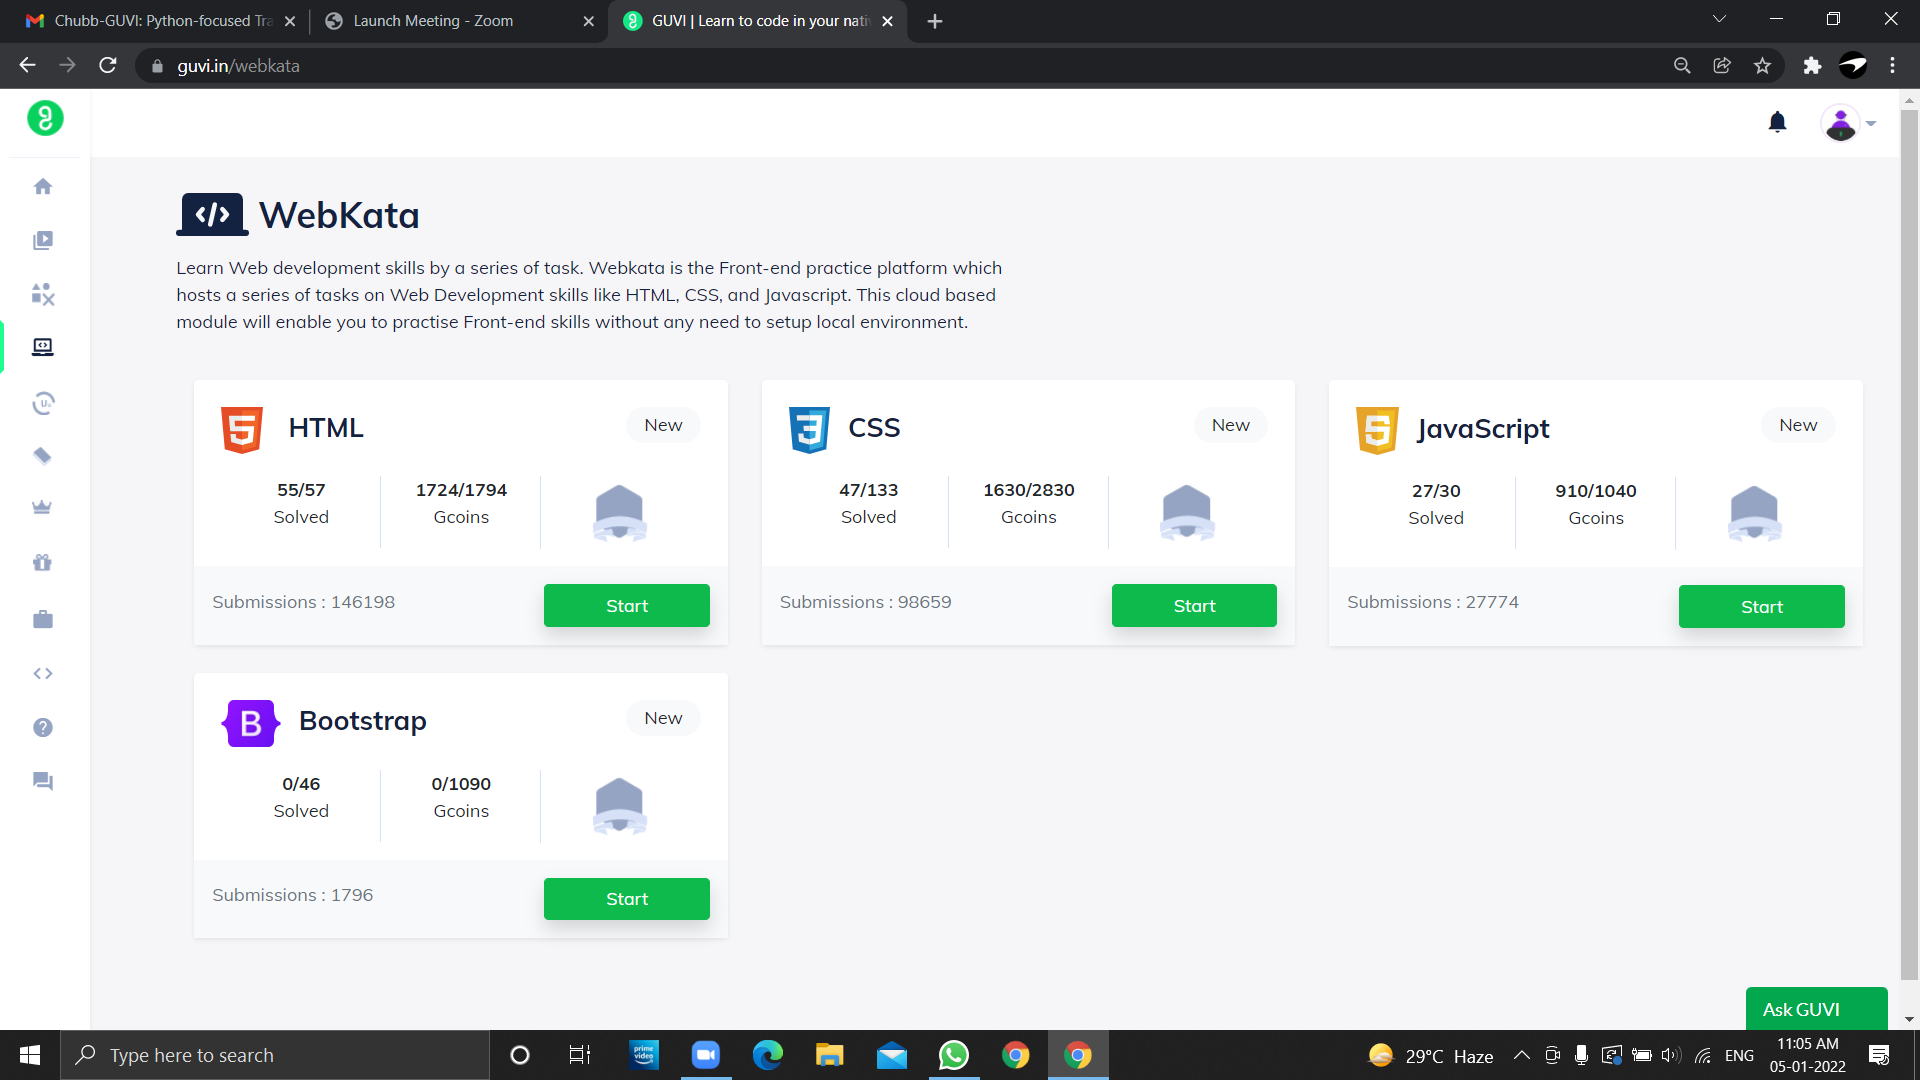 Chubb-GUVI: Python-focused Tra
Launch Meeting - Zoom
GUVI | Learn to code in your nati
guvi.in/webkata
WebKata
Learn Web development skills by a series of task. Webkata is the Front-end practice platform which
hosts a series of tasks on Web Development skills like HTML, CSS, and Javascript. This cloud based
module will enable you to practise Front-end skills without any need to setup local environment.
HTML
New
55/57
Solved
1724/1794
Gcoins
Submissions : 146198
Start
CSS
New
47/133
Solved
1630/2830
Gcoins
Submissions : 98659
Start
JavaScript
New
27/30
Solved
910/1040
Gcoins
Submissions : 27774
Start
B
Bootstrap
New
0/46
Solved
0/1090
Gcoins
Submissions : 1796
Start
Ask GUVI
Type here to search
prime video
29°C Haze
ENG
11:05 AM
05-01-2022